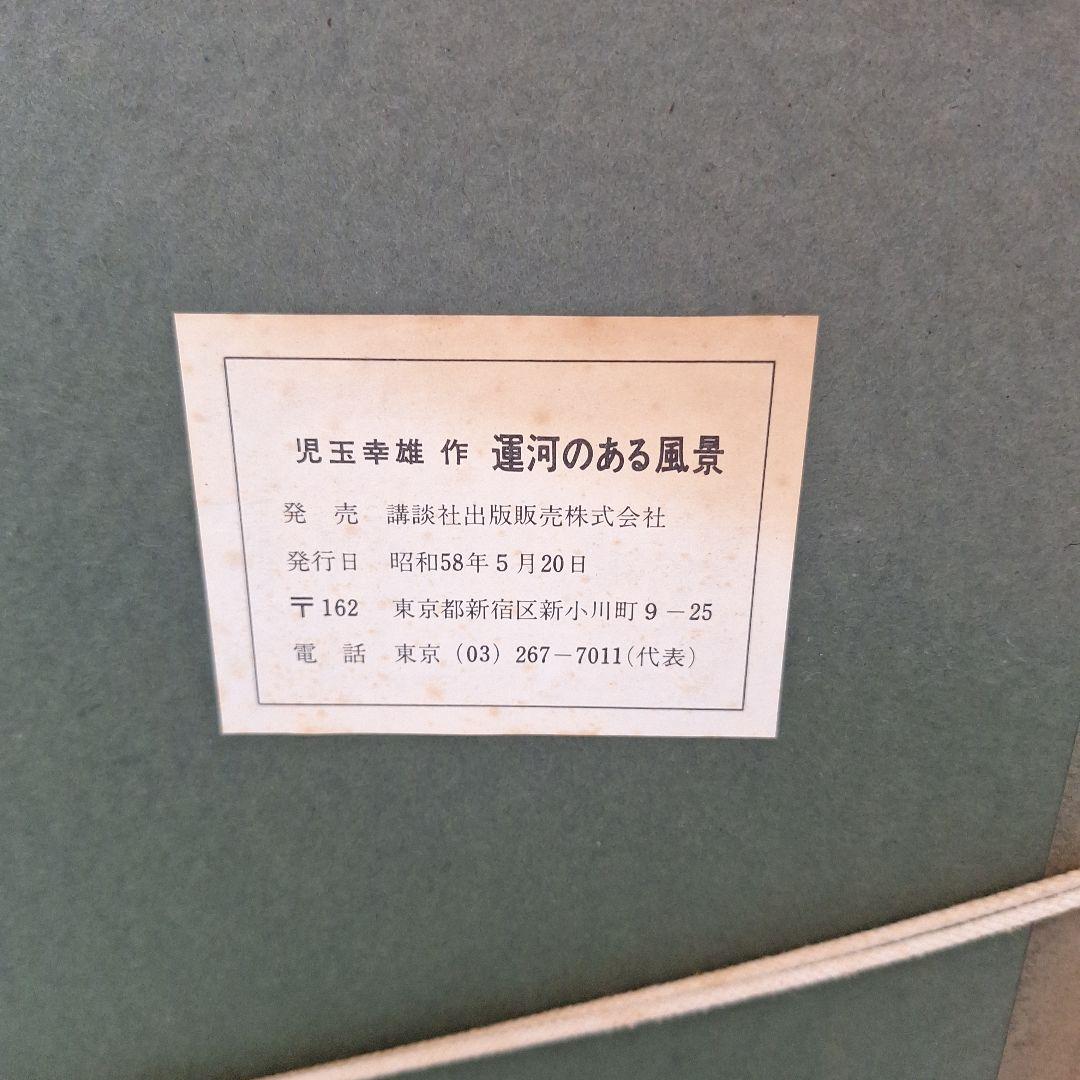 児玉幸雄 作 運河のある風景
発 売 講談社出版販売株式会社
発行日 昭和58年5月20日
〒162 東京都新宿区新小川町9-25
電 話 東京(03)267-7011(代表)